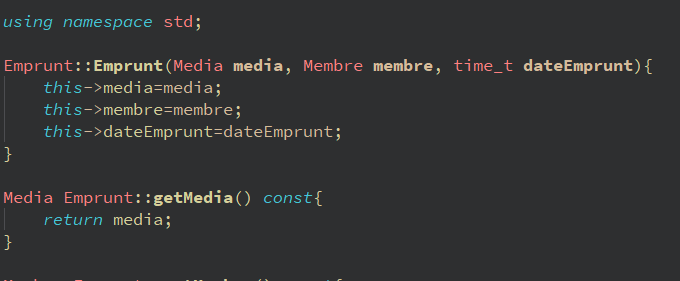 using namespace std;
Emprunt::Emprunt(Media media, Membre membre, time_t dateEmprunt){
this->media=media;
this->membre=membre;
this->dateEmprunt=dateEmprunt;
}
Media Emprunt::getMedia() const{
return media;
}